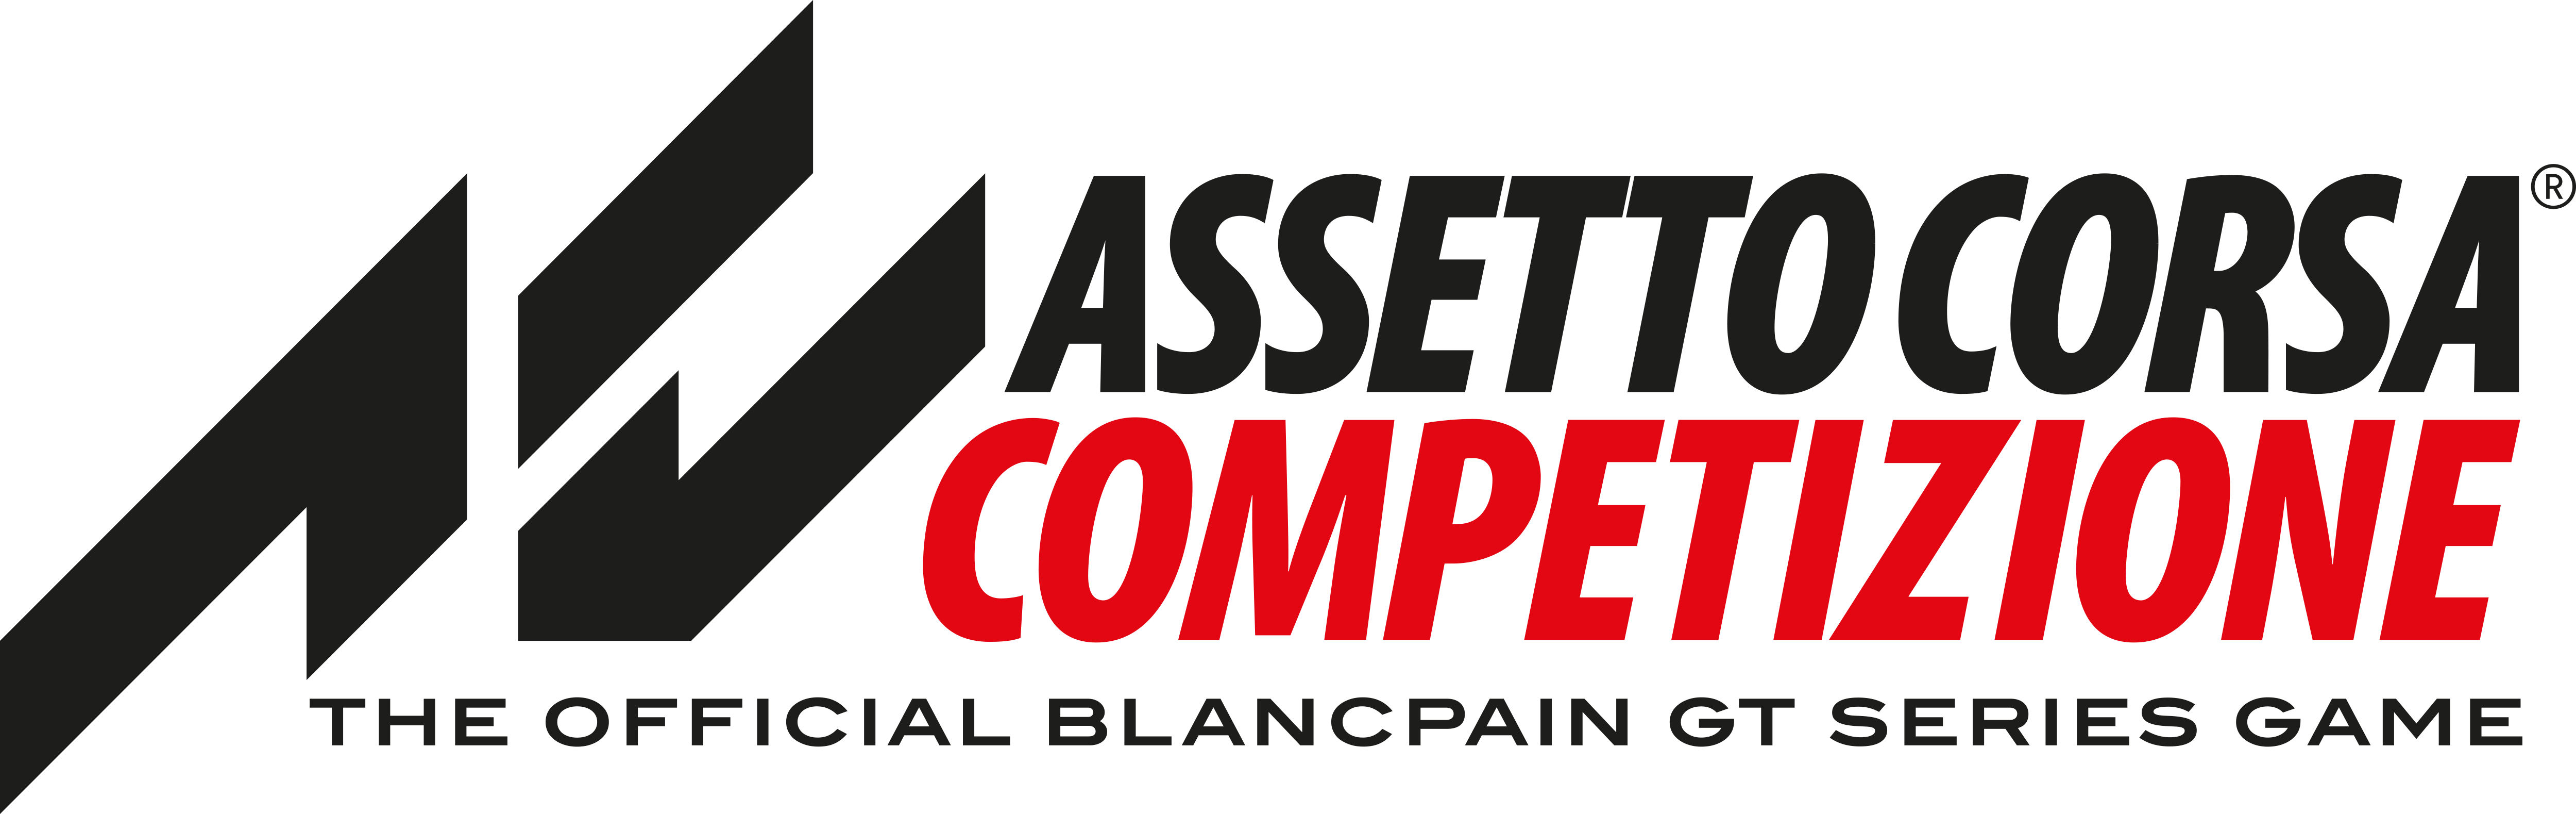 ASSETTO CORSA®
COMPETIZIONE
THE OFFICIAL BLANCPAIN GT SERIES GAME